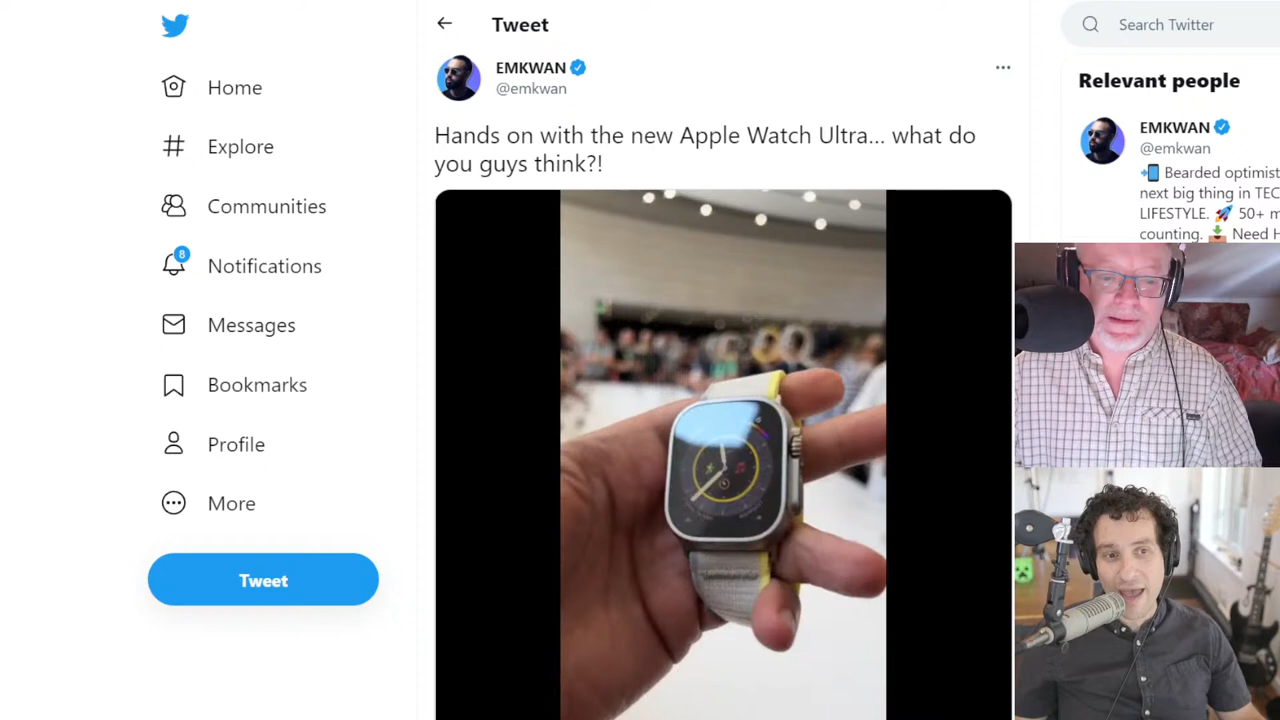 Tweet
Search Twitter
EMKWAN
@emkwan
Home
Explore
Communities
8
Notifications
Messages
Bookmarks
Profile
More
Tweet
Hands on with the new Apple Watch Ultra... what do
you guys think?!
Relevant people
EMKWAN
@emkwan
Bearded optimist
next big thing in TEC
LIFESTYLE. 🚀 50+ m
counting. 📥 Need H